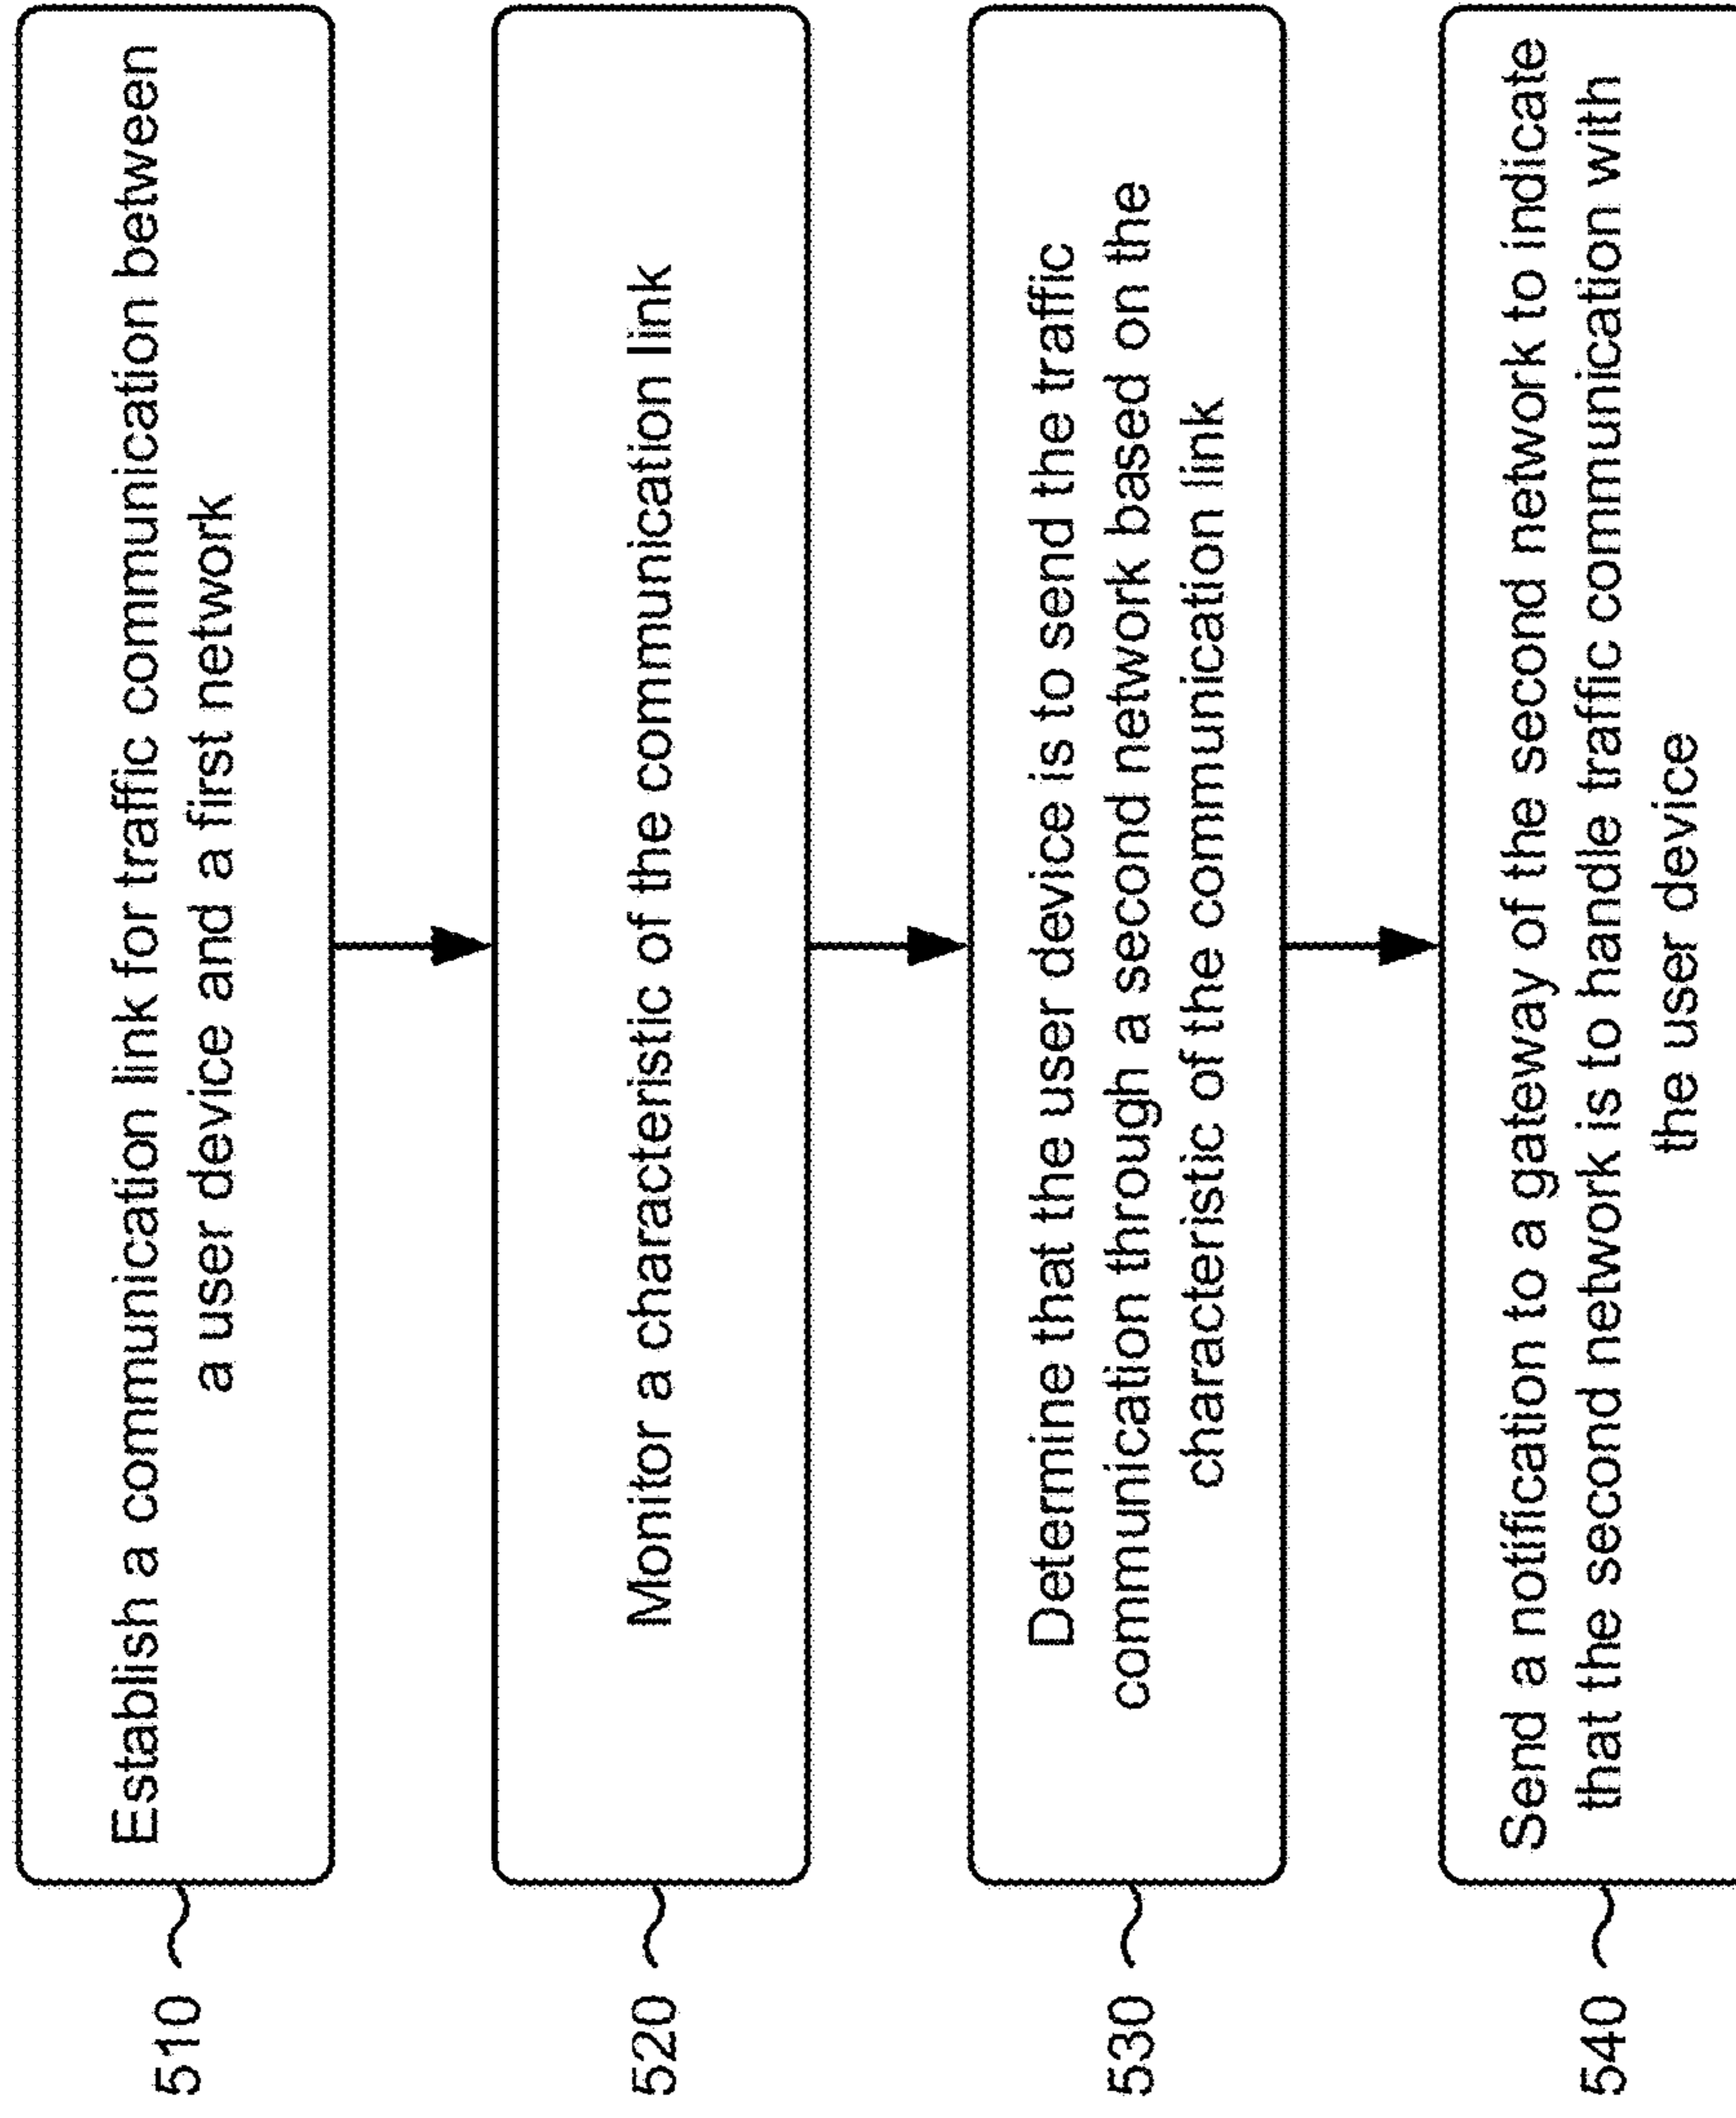 510
Establish a communication link for traffic communication between
a user device and a first network
520
Monitor a characteristic of the communication link
530
Determine that the user device is to send the traffic
communication through a second network based on the
characteristic of the communication link
540
Send a notification to a gateway of the second network to indicate
that the second network is to handle traffic communication with
the user device